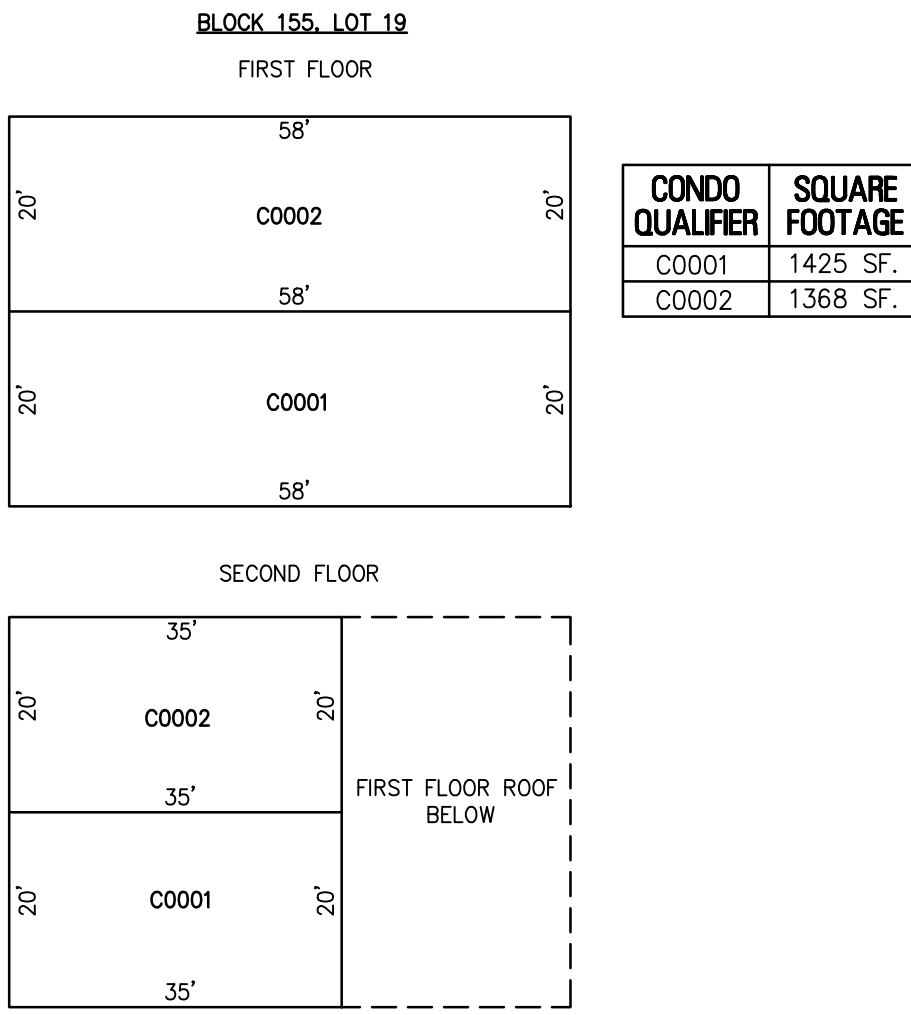 BLOCK 155, LOT 19
FIRST FLOOR
58'
20'
C0002
20'
58'
20'
C0001
20'
58'
CONDO QUALIFIER
SQUARE FOOTAGE
C0001 1425 SF.
C0002 1368 SF.
SECOND FLOOR
35'
20'
C0002
20'
35'
20'
C0001
20'
35'
FIRST FLOOR ROOF
BELOW